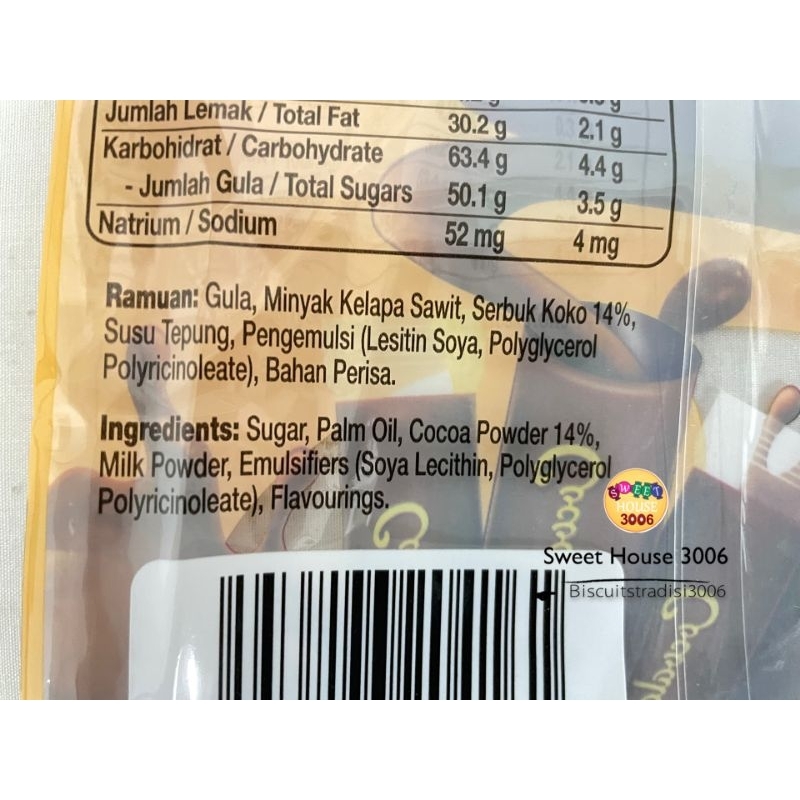 Jumlah Lemak / Total Fat 30.2 g 2.1 g
Karbohidrat / Carbohydrate 63.4 g 4.4 g
- Jumlah Gula / Total Sugars 50.1 g 3.5 g
Natrium / Sodium 52 mg 4 mg
Ramuan: Gula, Minyak Kelapa Sawit, Serbuk Koko 14%,
Susu Tepung, Pengemulsi (Lesitin Soya, Polyglycerol
Polyricinoleate), Bahan Perisa.
Ingredients: Sugar, Palm Oil, Cocoa Powder 14%,
Milk Powder, Emulsifiers (Soya Lecithin, Polyglycerol
Polyricinoleate), Flavourings.
SWEET
HOUSE
3006
Sweet House 3006
Biscuitstradisi3006